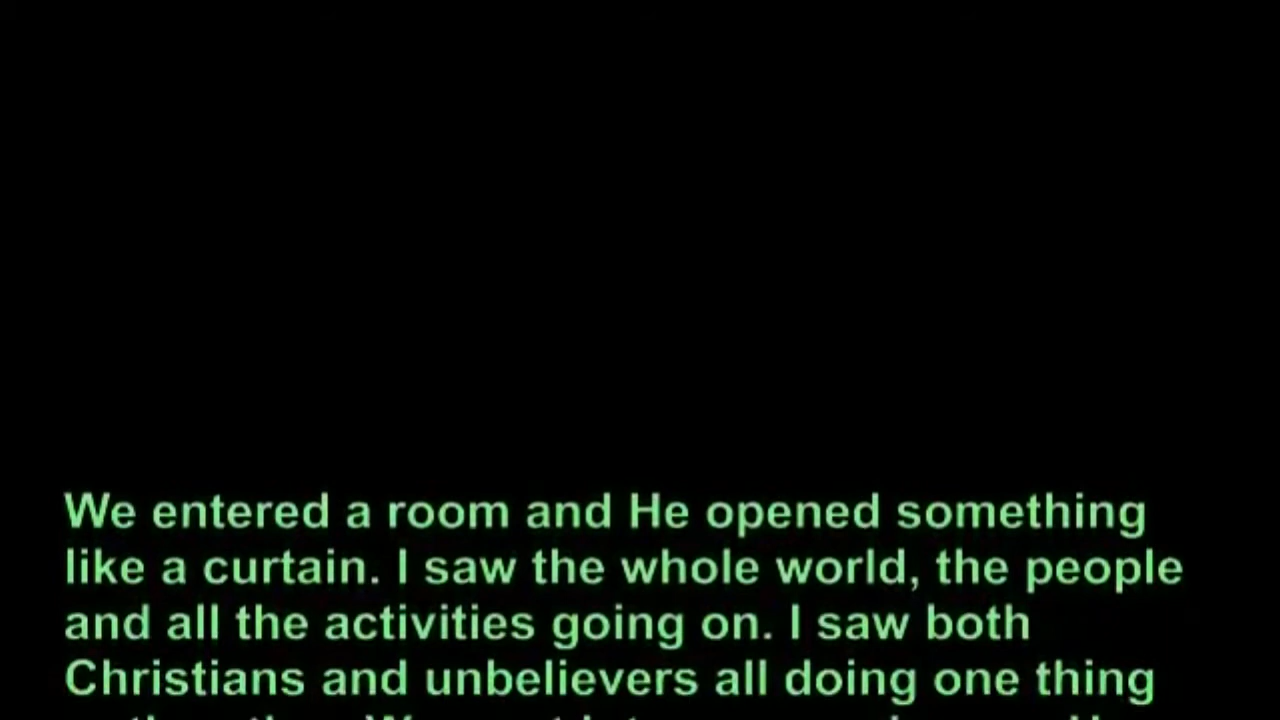 We entered a room and He opened something
like a curtain. I saw the whole world, the people
and all the activities going on. I saw both
Christians and unbelievers all doing one thing